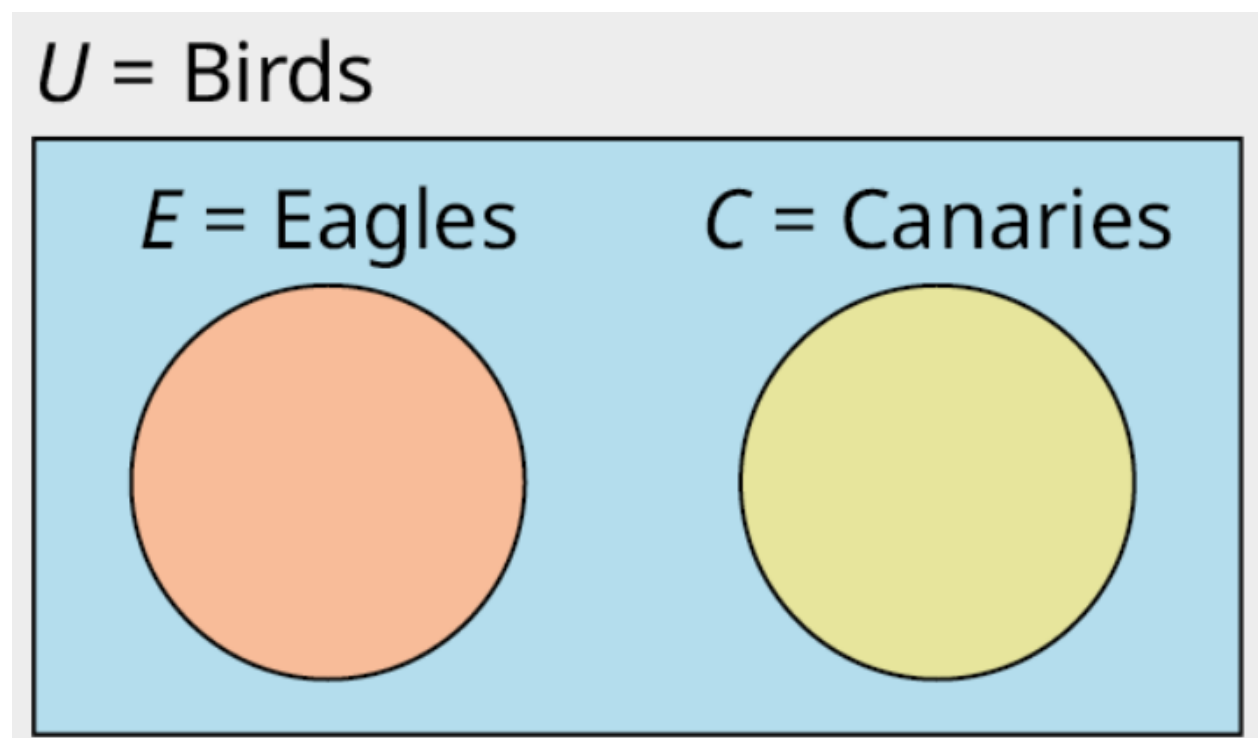 U = Birds
E = Eagles
C = Canaries